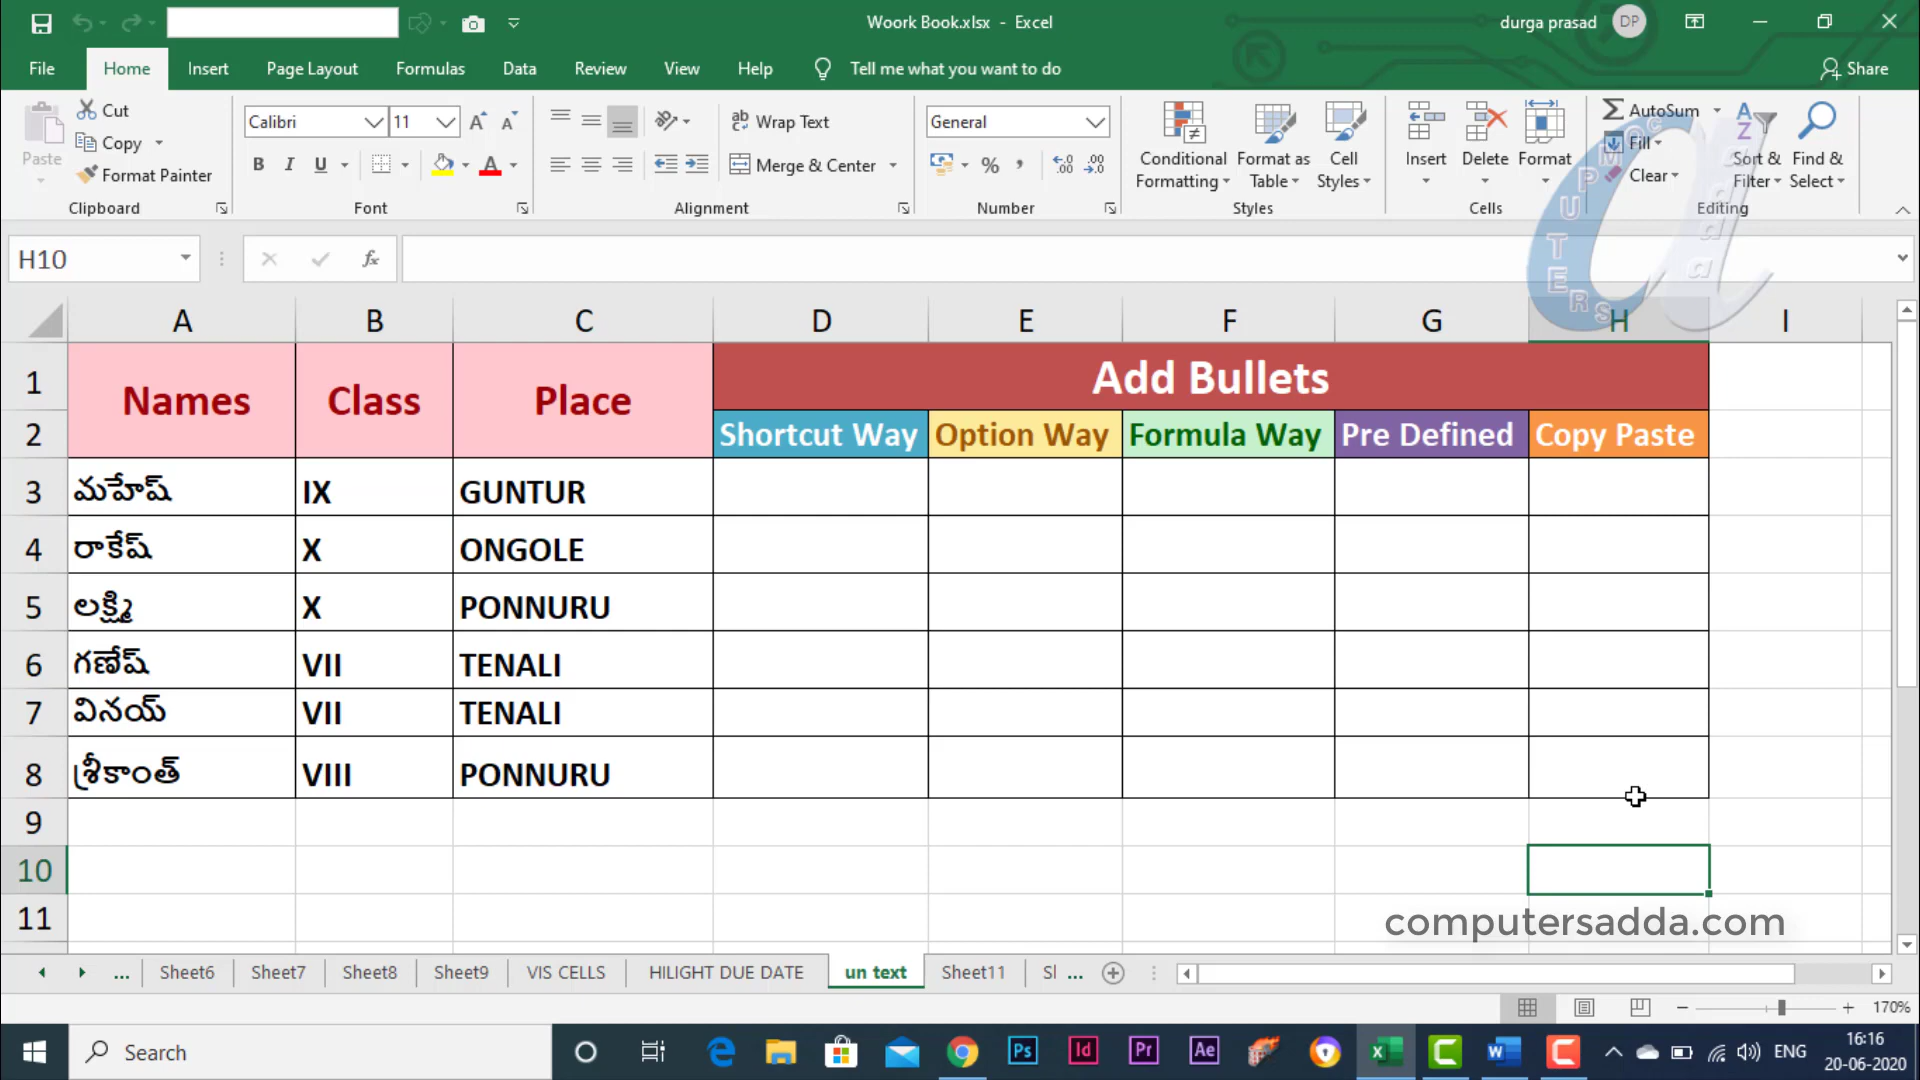 Woork Book.xlsx - Excel
durga prasad DP
File Home Insert Page Layout Formulas Data Review View Help Tell me what you want to do Share
Paste Cut Copy Format Painter
Clipboard
Calibri 11
B I U A
Font
Wrap Text
Merge & Center
Alignment
General
%
Number
Conditional Formatting
Format as Table
Cell Styles
Styles
Insert Delete Format
Cells
AutoSum
Fill
Clear
Sort & Filter
Find & Select
Editing
H10 fx
A B C D E F G H I
1 Names Class Place Add Bullets
2 Shortcut Way Option Way Formula Way Pre Defined Copy Paste
3 మహేష్ IX GUNTUR
4 రాకేష్ X ONGOLE
5 లక్ష్మి X PONNURU
6 గణేష్ VII TENALI
7 వినయ్ VII TENALI
8 శ్రీకాంత్ VIII PONNURU
9
10
11
computersadda.com
... Sheet6 Sheet7 Sheet8 Sheet9 VIS CELLS HILIGHT DUE DATE un text Sheet11 Sl ...
170%
Search
Ps Id Pr Ae
ENG
16:16
20-06-2020